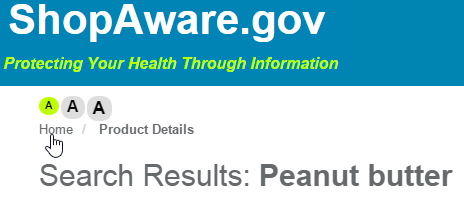 ShopAware.gov
Protecting Your Health Through Information
A A A
Home / Product Details
Search Results: Peanut butter